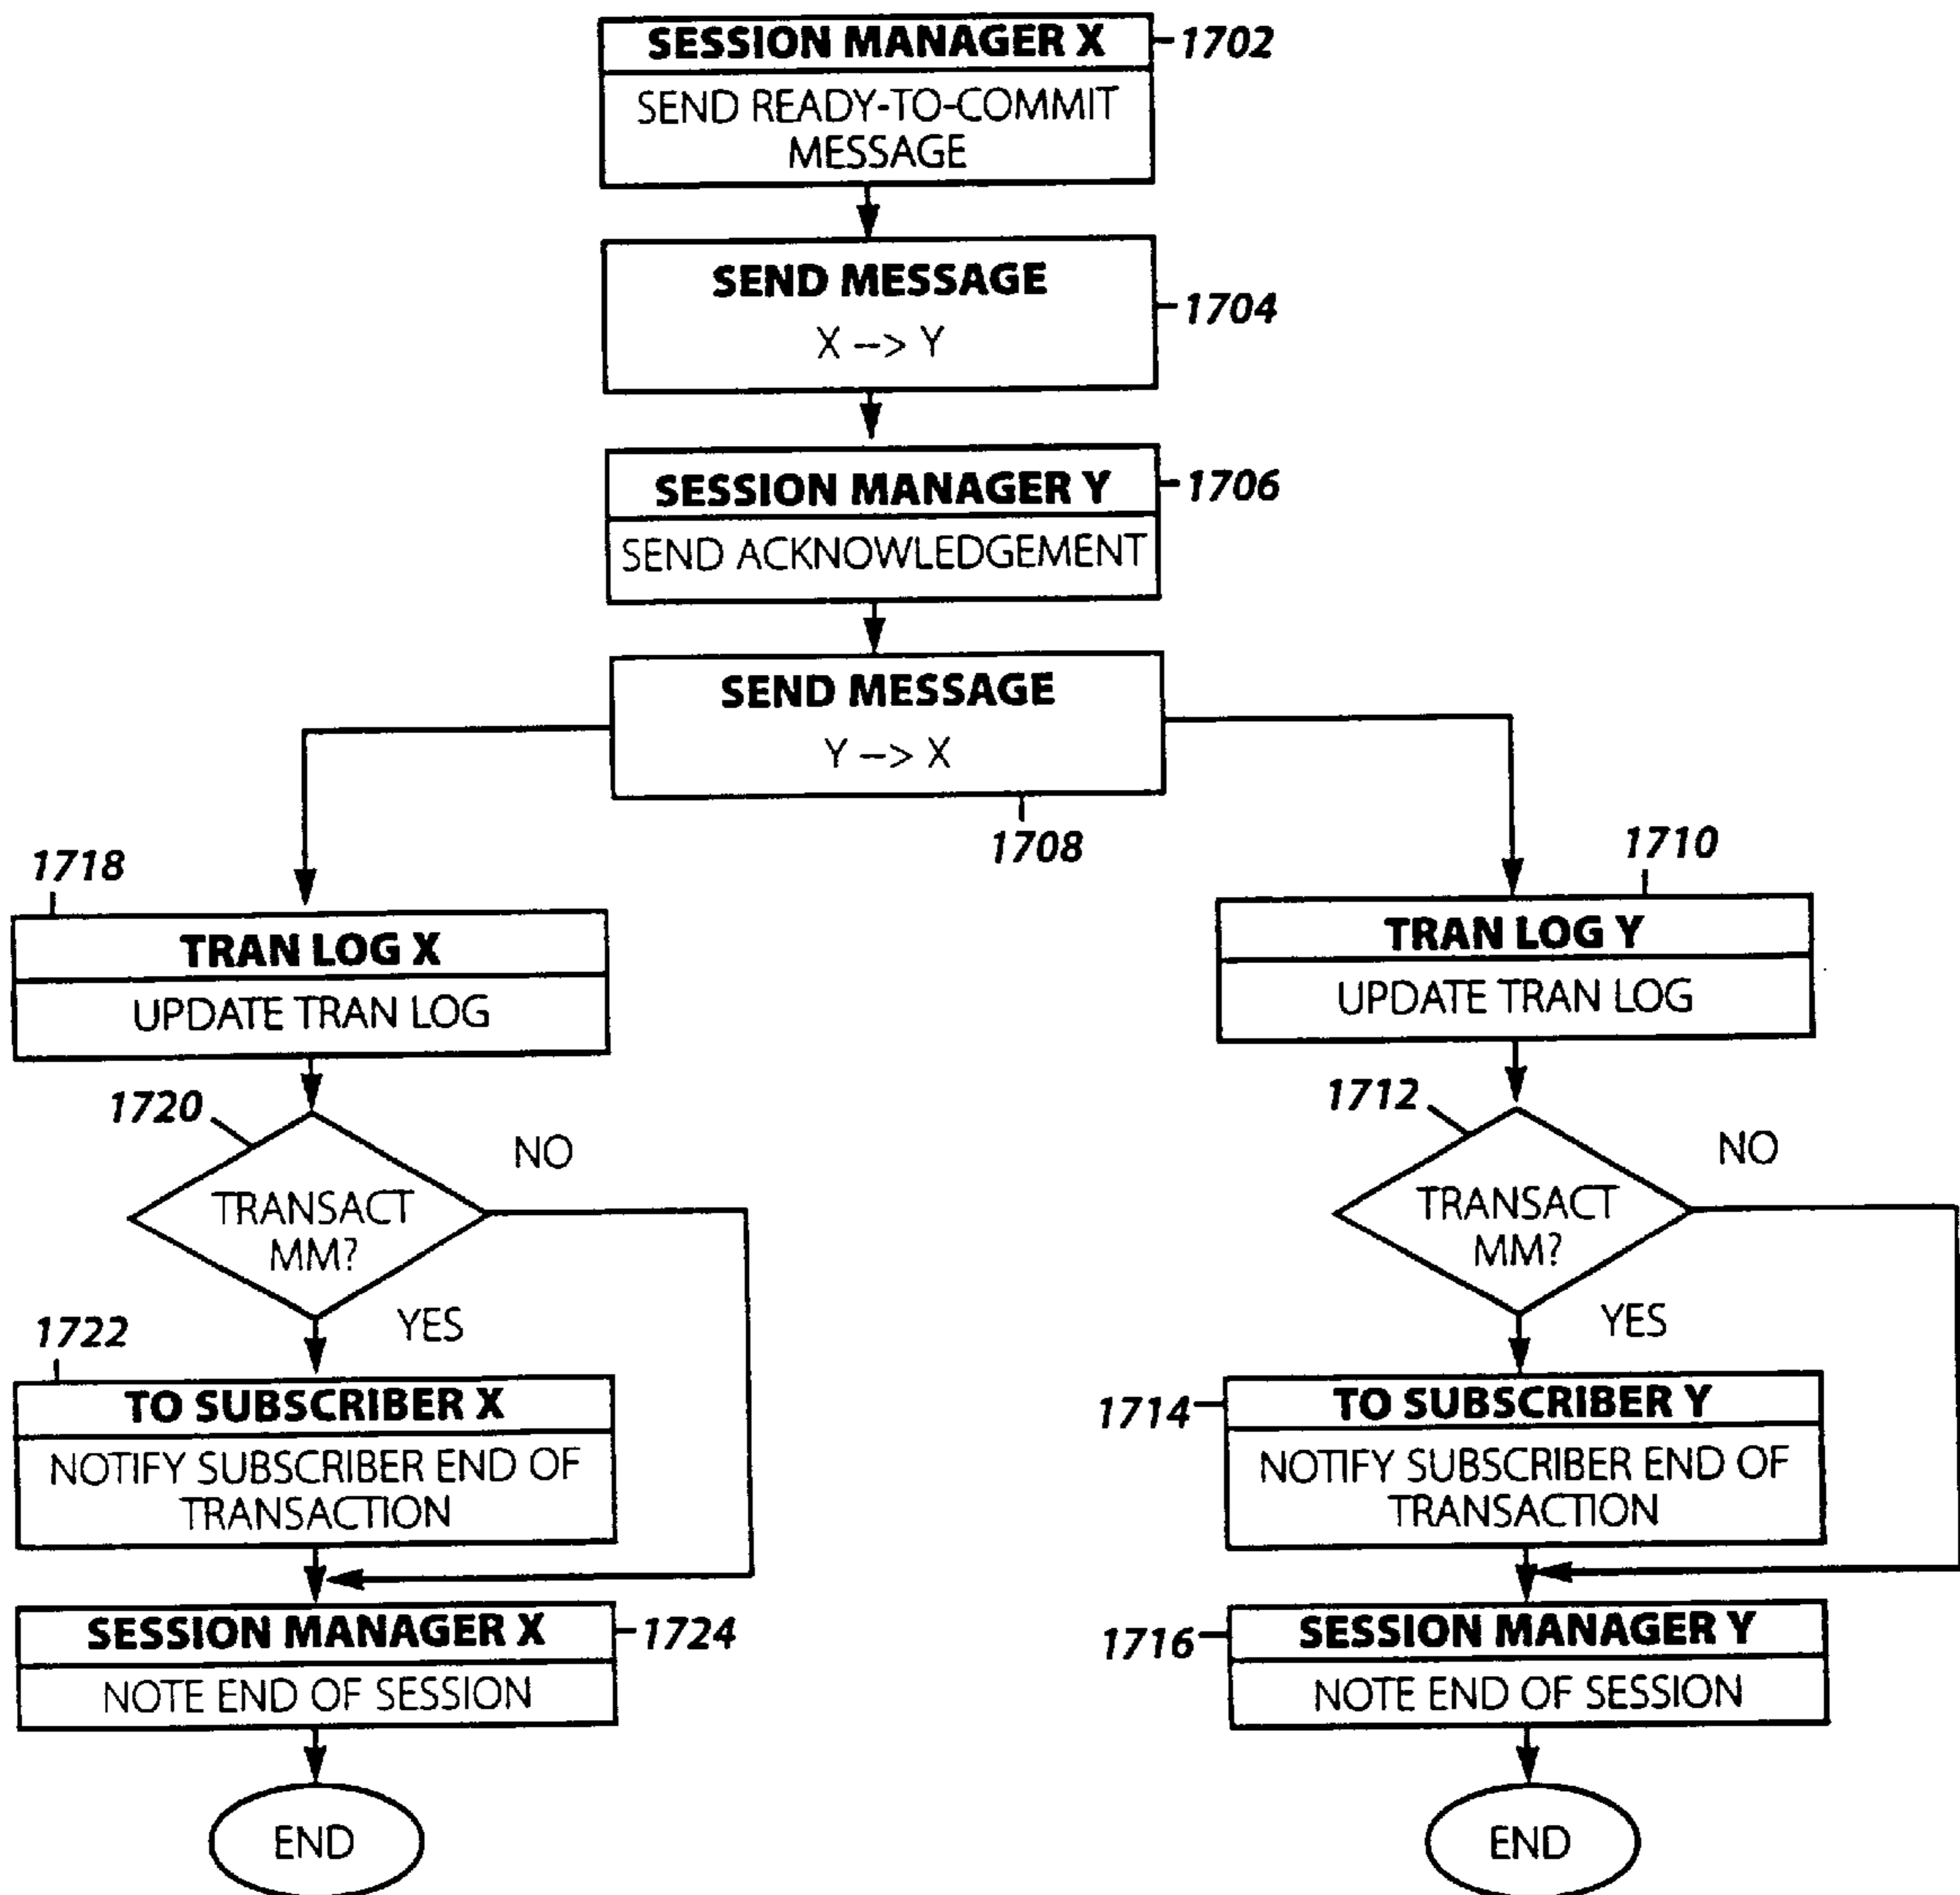 SESSION MANAGER X
1702
SEND READY-TO-COMMIT
MESSAGE
SEND MESSAGE
X --> Y
1704
SESSION MANAGER Y
1706
SEND ACKNOWLEDGEMENT
SEND MESSAGE
Y --> X
1708
1718
TRAN LOG X
UPDATE TRAN LOG
1720
NO
TRANSACT
MM?
YES
1722
TO SUBSCRIBER X
NOTIFY SUBSCRIBER END OF
TRANSACTION
SESSION MANAGER X
1724
NOTE END OF SESSION
END
1710
TRAN LOG Y
UPDATE TRAN LOG
1712
NO
TRANSACT
MM?
YES
1714
TO SUBSCRIBER Y
NOTIFY SUBSCRIBER END OF
TRANSACTION
1716
SESSION MANAGER Y
NOTE END OF SESSION
END